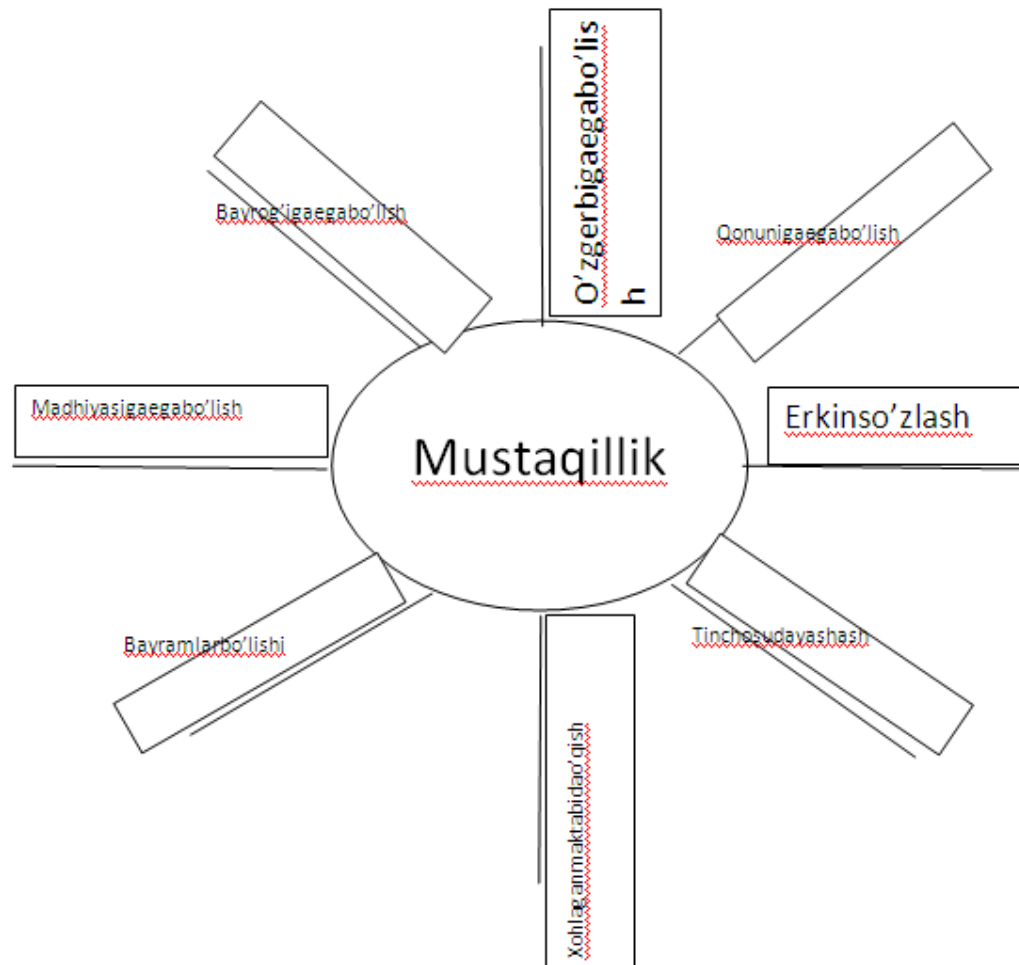 O'zgerbigaegabo'lis
h
Bayrog'igaegabo'lish
Qonunigaegabo'lish
Madhiyasigaegabo'lish
Erkinso'zlash
Mustaqillik
Bayramlarbo'lishi
Tinchosudayashash
Xohlaganmaktabidao'qish